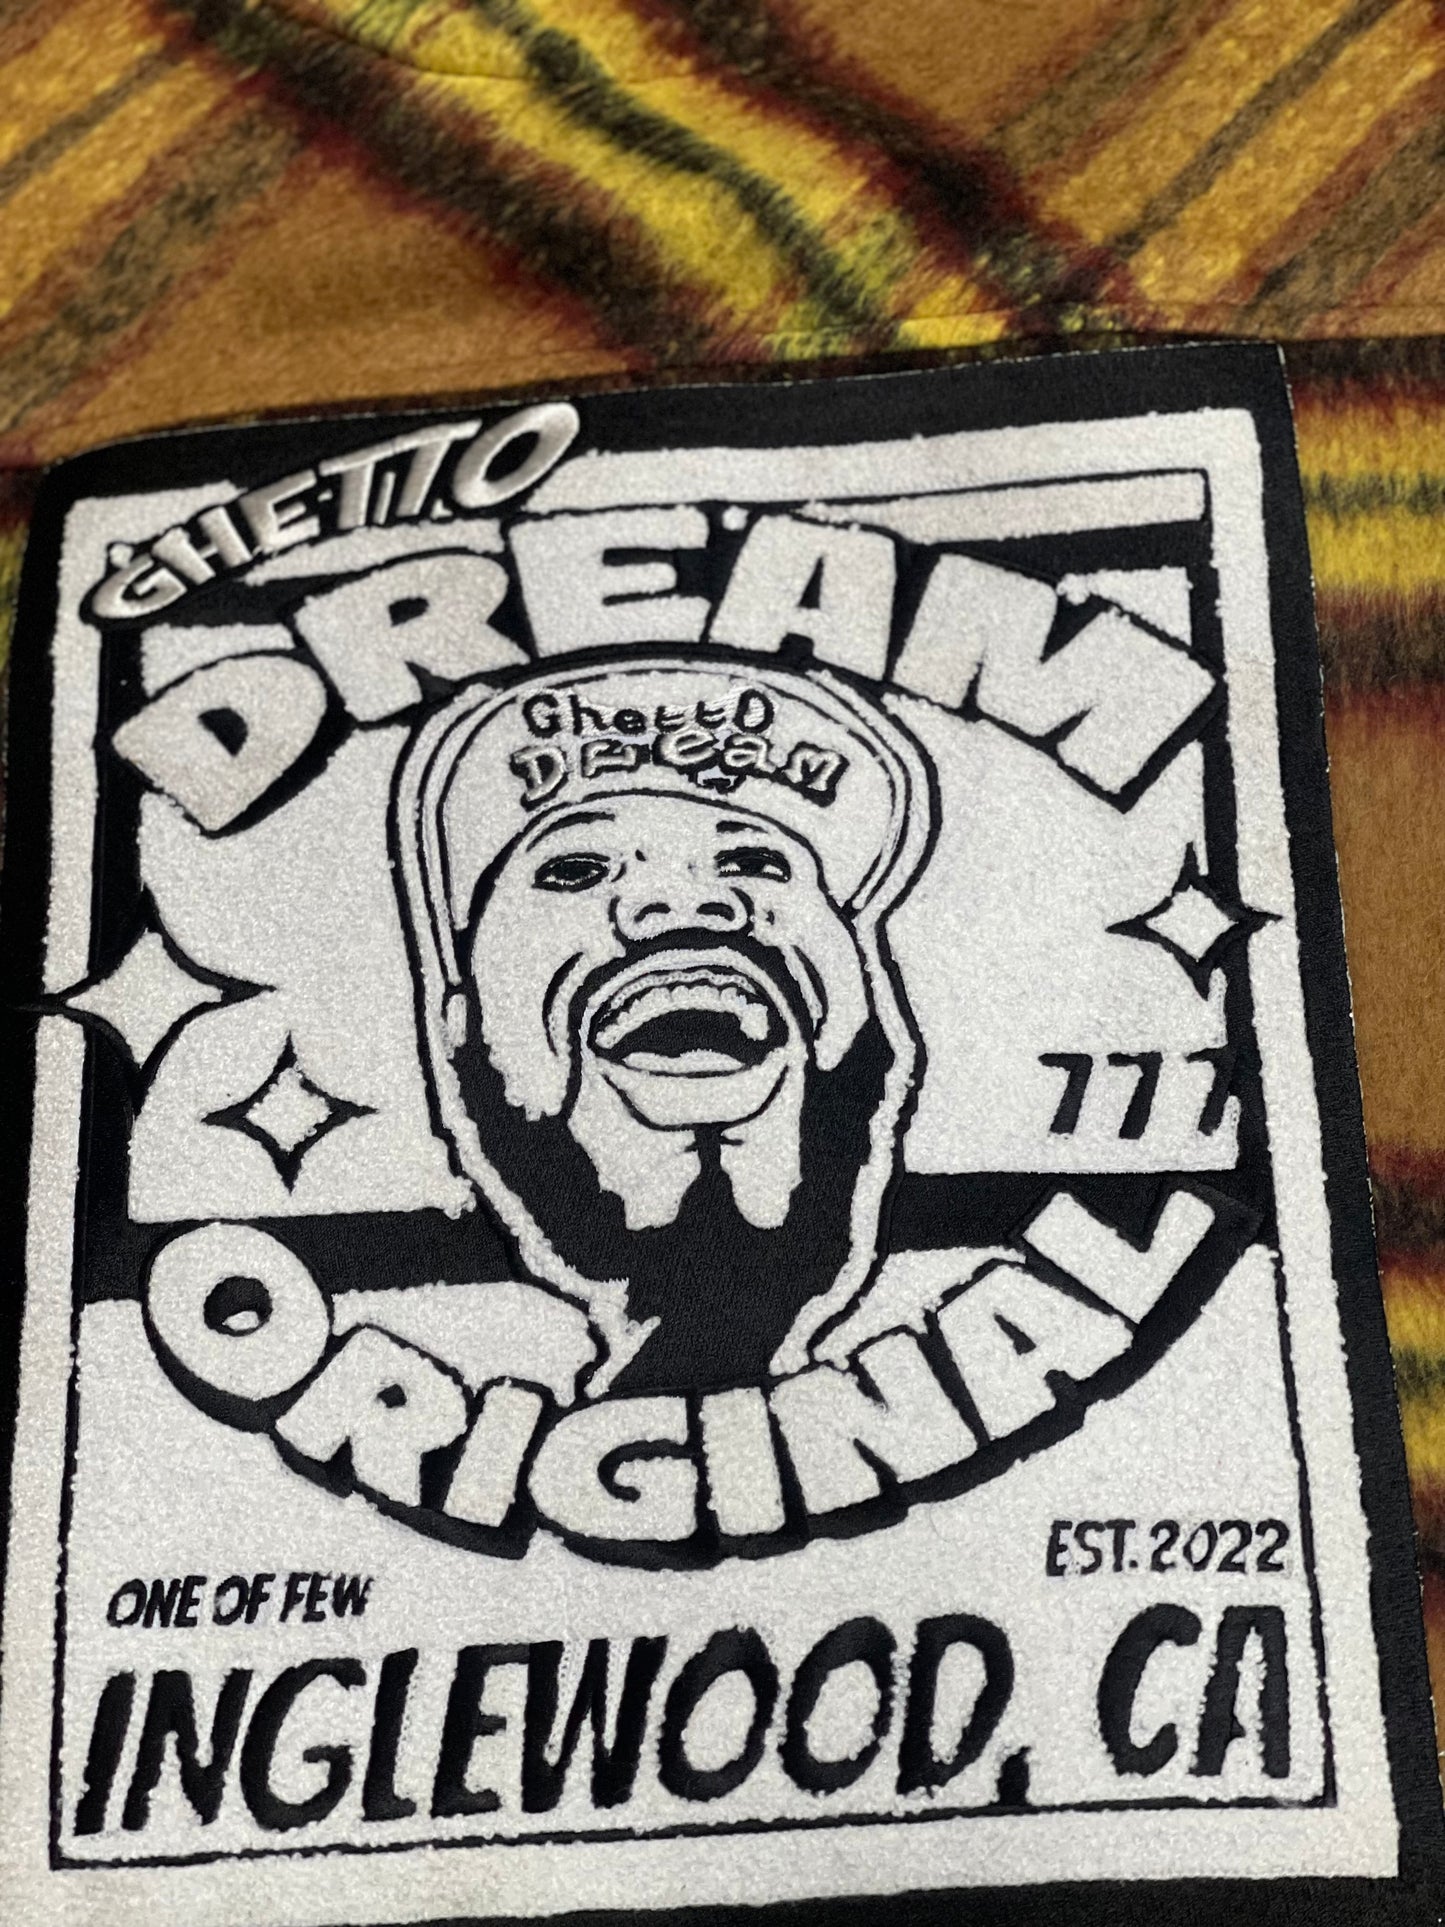 GHETTO
DREAM
GhettO
DReaM
777
ORIGINAL
EST. 2022
ONE OF FEW
INGLEWOOD, CA